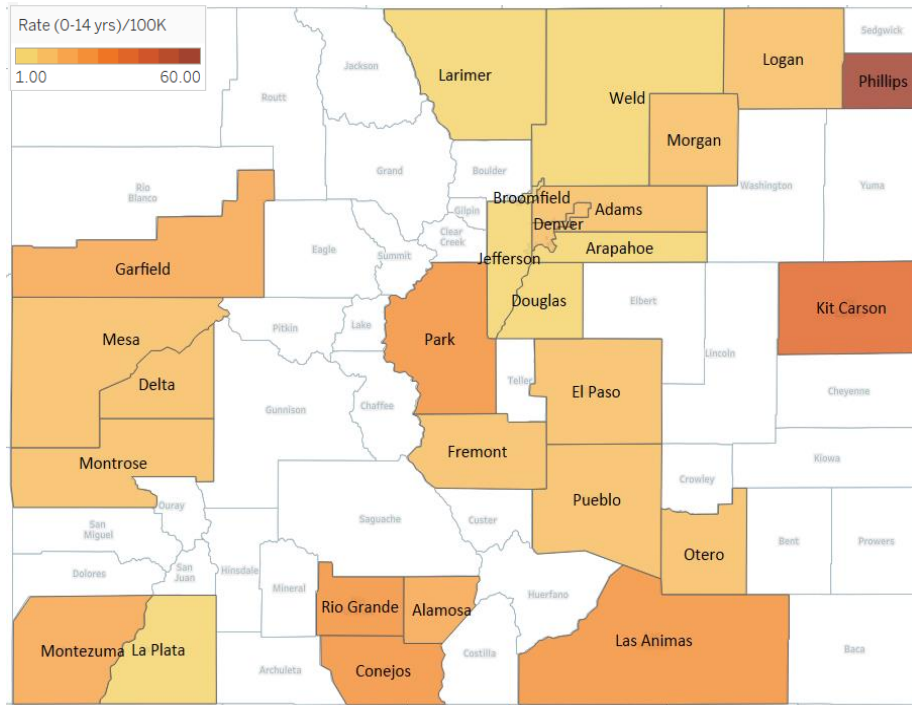 Rate (0-14 yrs)/100K
1.00 60.00
Sedgwick
Logan
Jackson
Larimer
Phillips
Routt
Weld
Morgan
Grand
Boulder
Washington
Yuma
Rio
Blanco
Broomfield
Gilpin
Adams
Denver
Clear
Creek
Eagle
Summit
Arapahoe
Jefferson
Garfield
Douglas
Elbert
Kit Carson
Pitkin
Lake
Mesa
Park
Lincoln
Teller
Delta
El Paso
Cheyenne
Gunnison
Chaffee
Fremont
Montrose
Kiowa
Crowley
Pueblo
Ouray
Saguache
Custer
San
Miguel
Otero
Bent
Prowers
Dolores
San
Juan
Hinsdale
Mineral
Huerfano
Rio Grande
Alamosa
Las Animas
Montezuma
La Plata
Baca
Costilla
Archuleta
Conejos